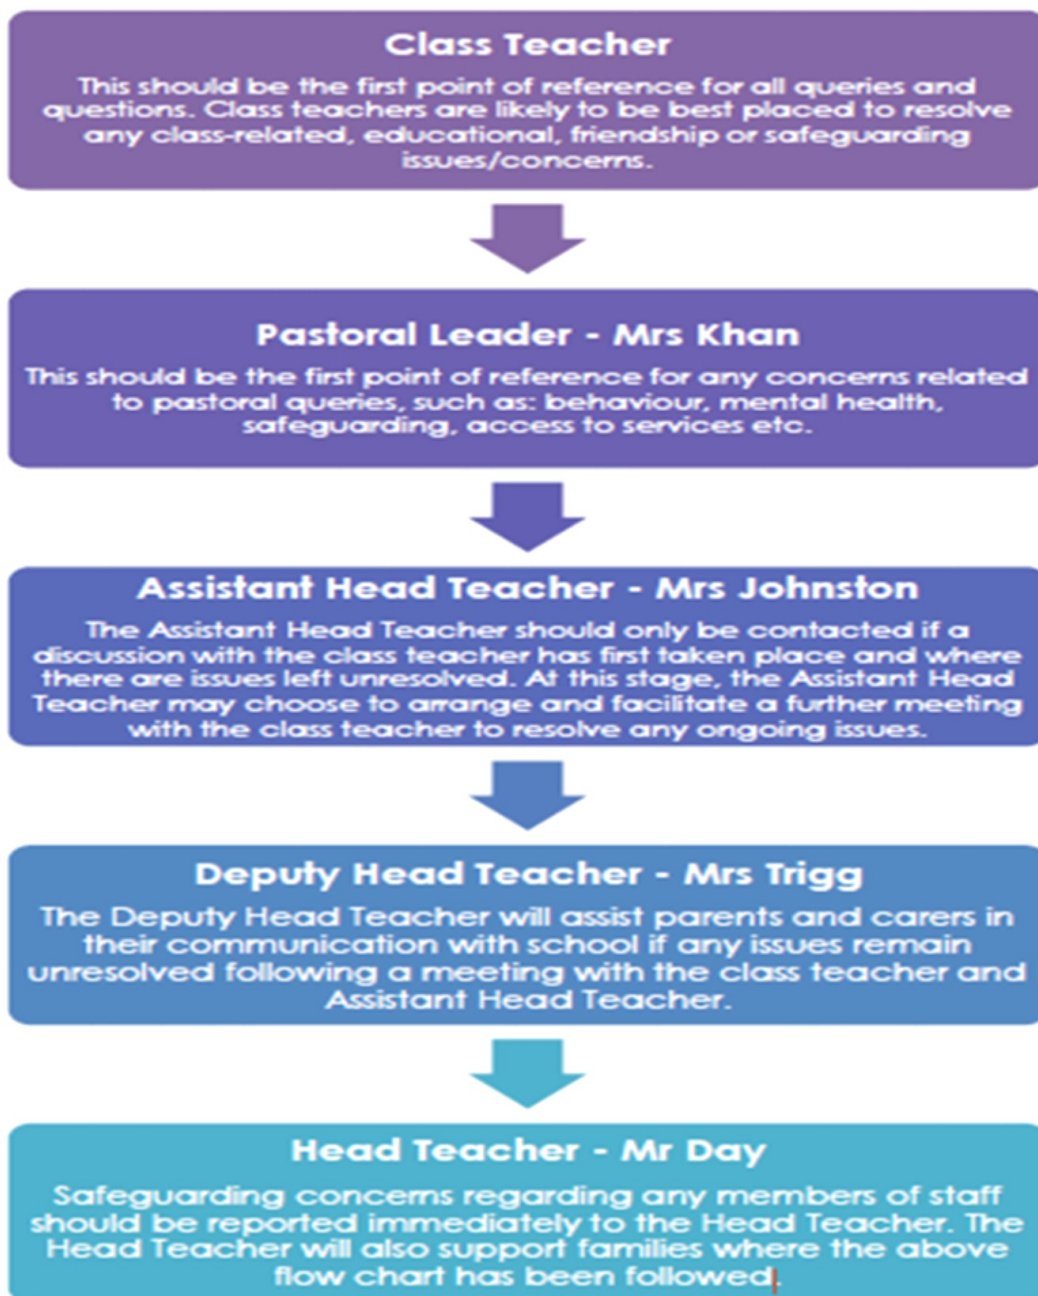 Class Teacher
This should be the first point of reference for all queries and
questions. Class teachers are likely to be best placed to resolve
any class-related, educational, friendship or safeguarding
issues/concerns.
Pastoral Leader - Mrs Khan
This should be the first point of reference for any concerns related
to pastoral queries, such as: behaviour, mental health,
safeguarding, access to services etc.
Assistant Head Teacher - Mrs Johnston
The Assistant Head Teacher should only be contacted if a
discussion with the class teacher has first taken place and where
there are issues left unresolved. At this stage, the Assistant Head
Teacher may choose to arrange and facilitate a further meeting
with the class teacher to resolve any ongoing issues.
Deputy Head Teacher - Mrs Trigg
The Deputy Head Teacher will assist parents and carers in
their communication with school if any issues remain
unresolved following a meeting with the class teacher and
Assistant Head Teacher.
Head Teacher - Mr Day
Safeguarding concerns regarding any members of staff
should be reported immediately to the Head Teacher. The
Head Teacher will also support families where the above
flow chart has been followed.